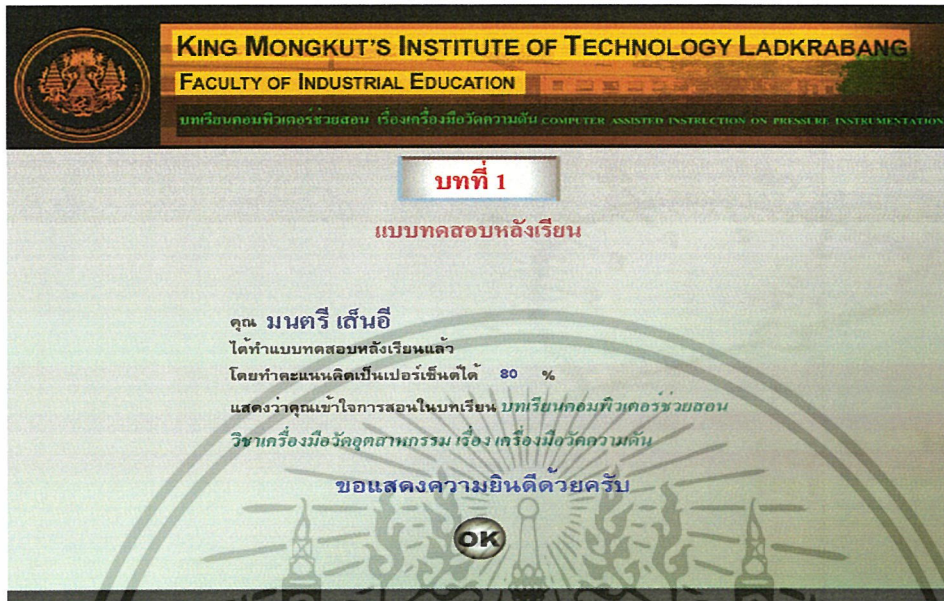 KING MONGKUT'S INSTITUTE OF TECHNOLOGY LADKRABANG
FACULTY OF INDUSTRIAL EDUCATION
บทเรียนคอมพิวเตอร์ช่วยสอน เรื่องเครื่องมือวัดความดัน COMPUTER ASSISTED INSTRUCTION ON PRESSURE INSTRUMENTATION
บทที่ 1
แบบทดสอบหลังเรียน
คุณ มนตรี เส็นอี
ได้ทำแบบทดสอบหลังเรียนแล้ว
โดยทำคะแนนคิดเป็นเปอร์เซ็นต์ได้ 80 %
แสดงว่าคุณเข้าใจการสอนในบทเรียน บทเรียนคอมพิวเตอร์ช่วยสอน
วิชาเครื่องมือวัดอุตสาหกรรม เรื่อง เครื่องมือวัดความดัน
ขอแสดงความยินดีด้วยครับ
OK